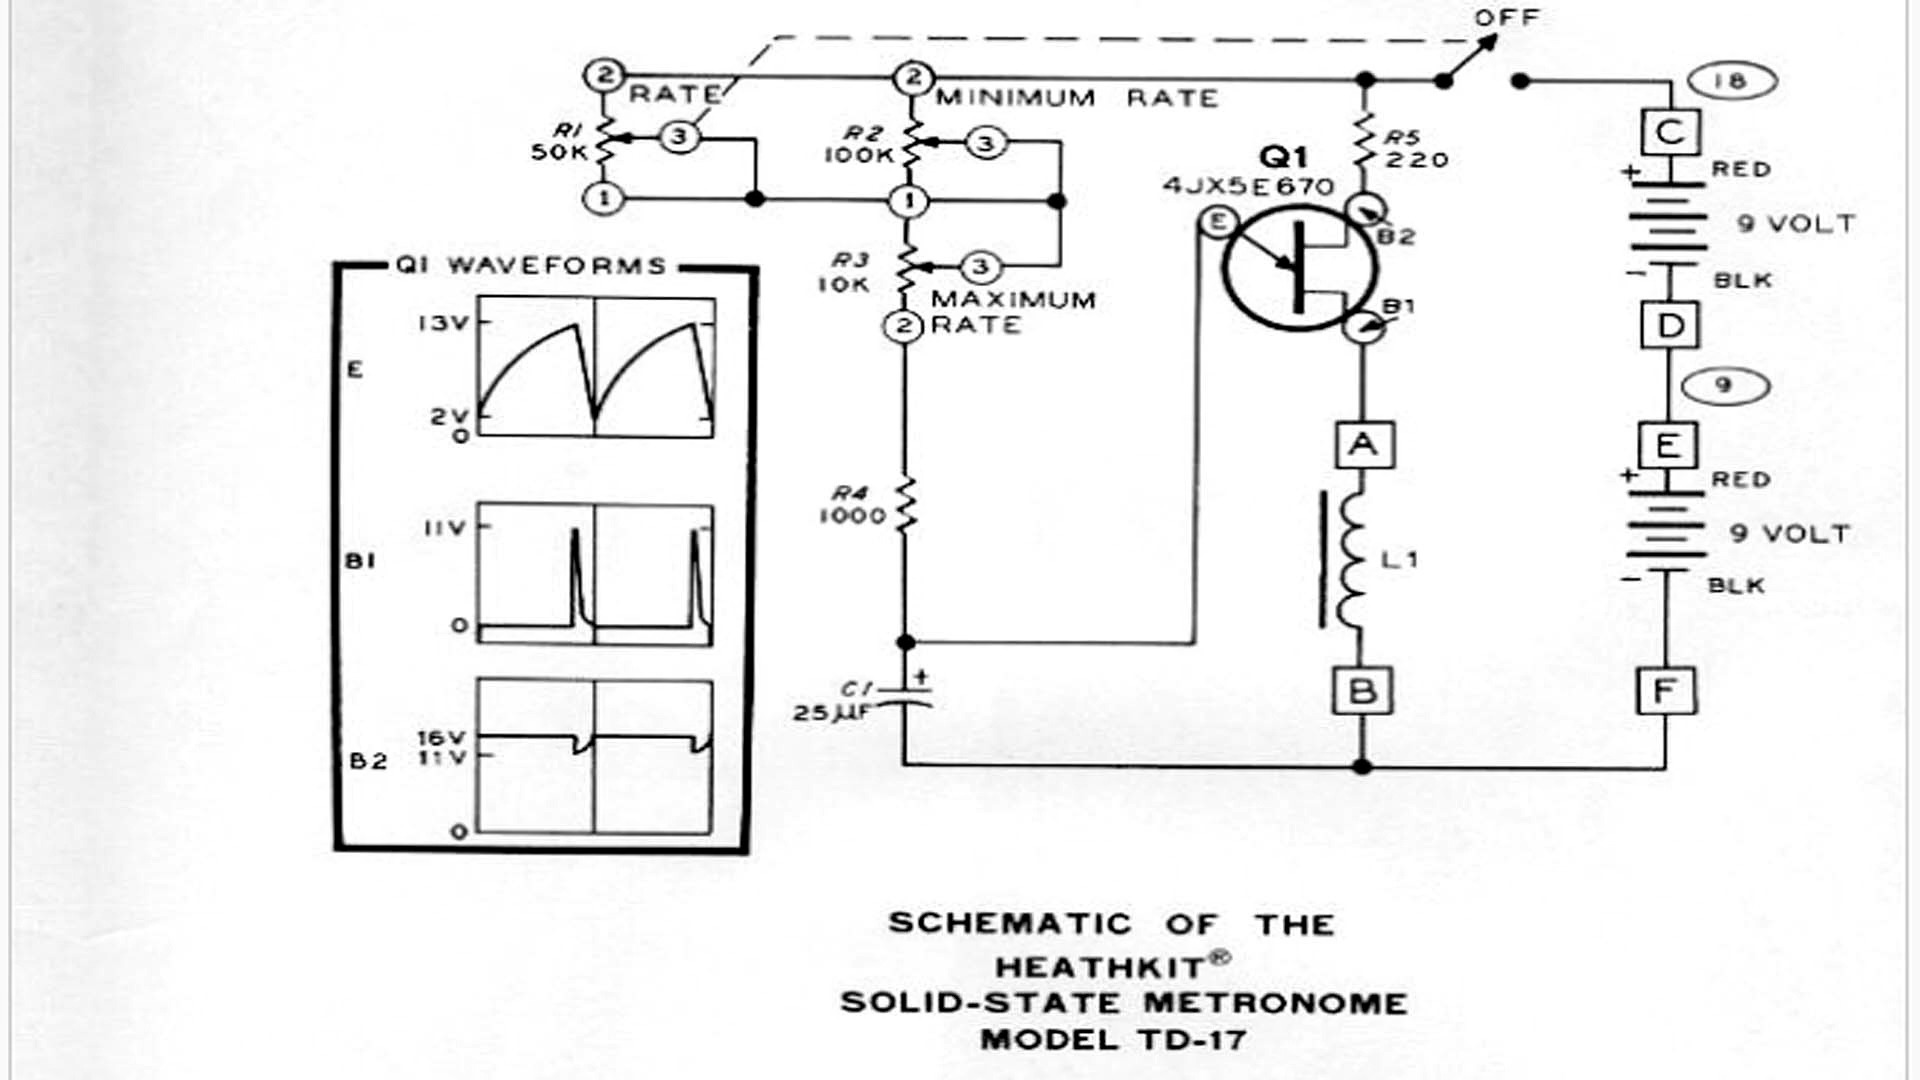 OFF
2
RATE
2
MINIMUM RATE
18
C
R1
50K
3
R2
100K
3
R5
220
Q1
4JX5E670
+ RED
9 VOLT
- BLK
1
1
E
B2
R3
10K
3
MAXIMUM
RATE
2
B1
D
9
Q1 WAVEFORMS
E
13V
2V
0
B1
11V
0
B2
16V
11V
0
R4
1000
A
L1
B
E
+ RED
9 VOLT
- BLK
F
C1
25µF
+
SCHEMATIC OF THE
HEATHKIT®
SOLID-STATE METRONOME
MODEL TD-17